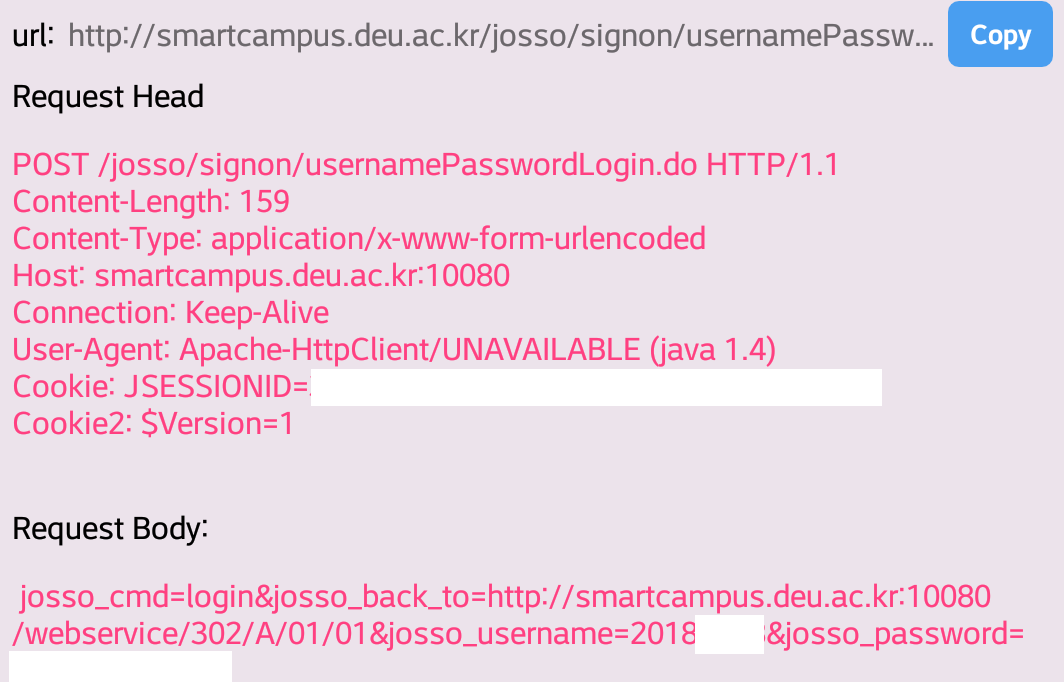 url: http://smartcampus.deu.ac.kr/josso/signon/usernamePassw... Copy
Request Head
POST /josso/signon/usernamePasswordLogin.do HTTP/1.1
Content-Length: 159
Content-Type: application/x-www-form-urlencoded
Host: smartcampus.deu.ac.kr:10080
Connection: Keep-Alive
User-Agent: Apache-HttpClient/UNAVAILABLE (java 1.4)
Cookie: JSESSIONID=
Cookie2: $Version=1
Request Body:
josso_cmd=login&josso_back_to=http://smartcampus.deu.ac.kr:10080
/webservice/302/A/01/01&josso_username=2018 &josso_password=